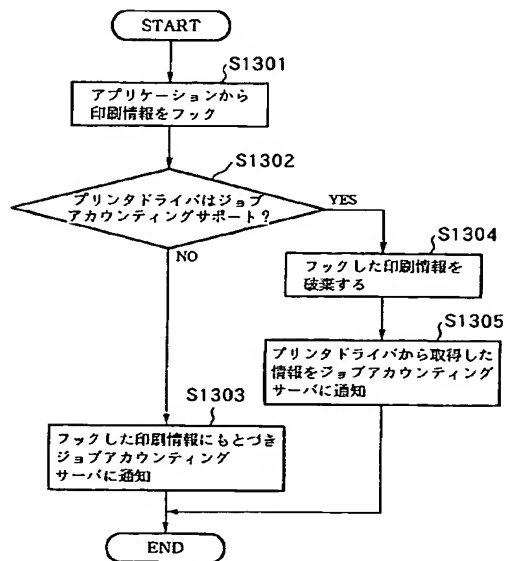 START
S1301
アプリケーションから
印刷情報をフック
S1302
プリンタドライバはジョブ
アカウンティングサポート？
YES
NO
S1304
フックした印刷情報を
破棄する
S1305
プリンタドライバから取得した
情報をジョブアカウンティング
サーバに通知
S1303
フックした印刷情報にもとづき
ジョブアカウンティング
サーバに通知
END